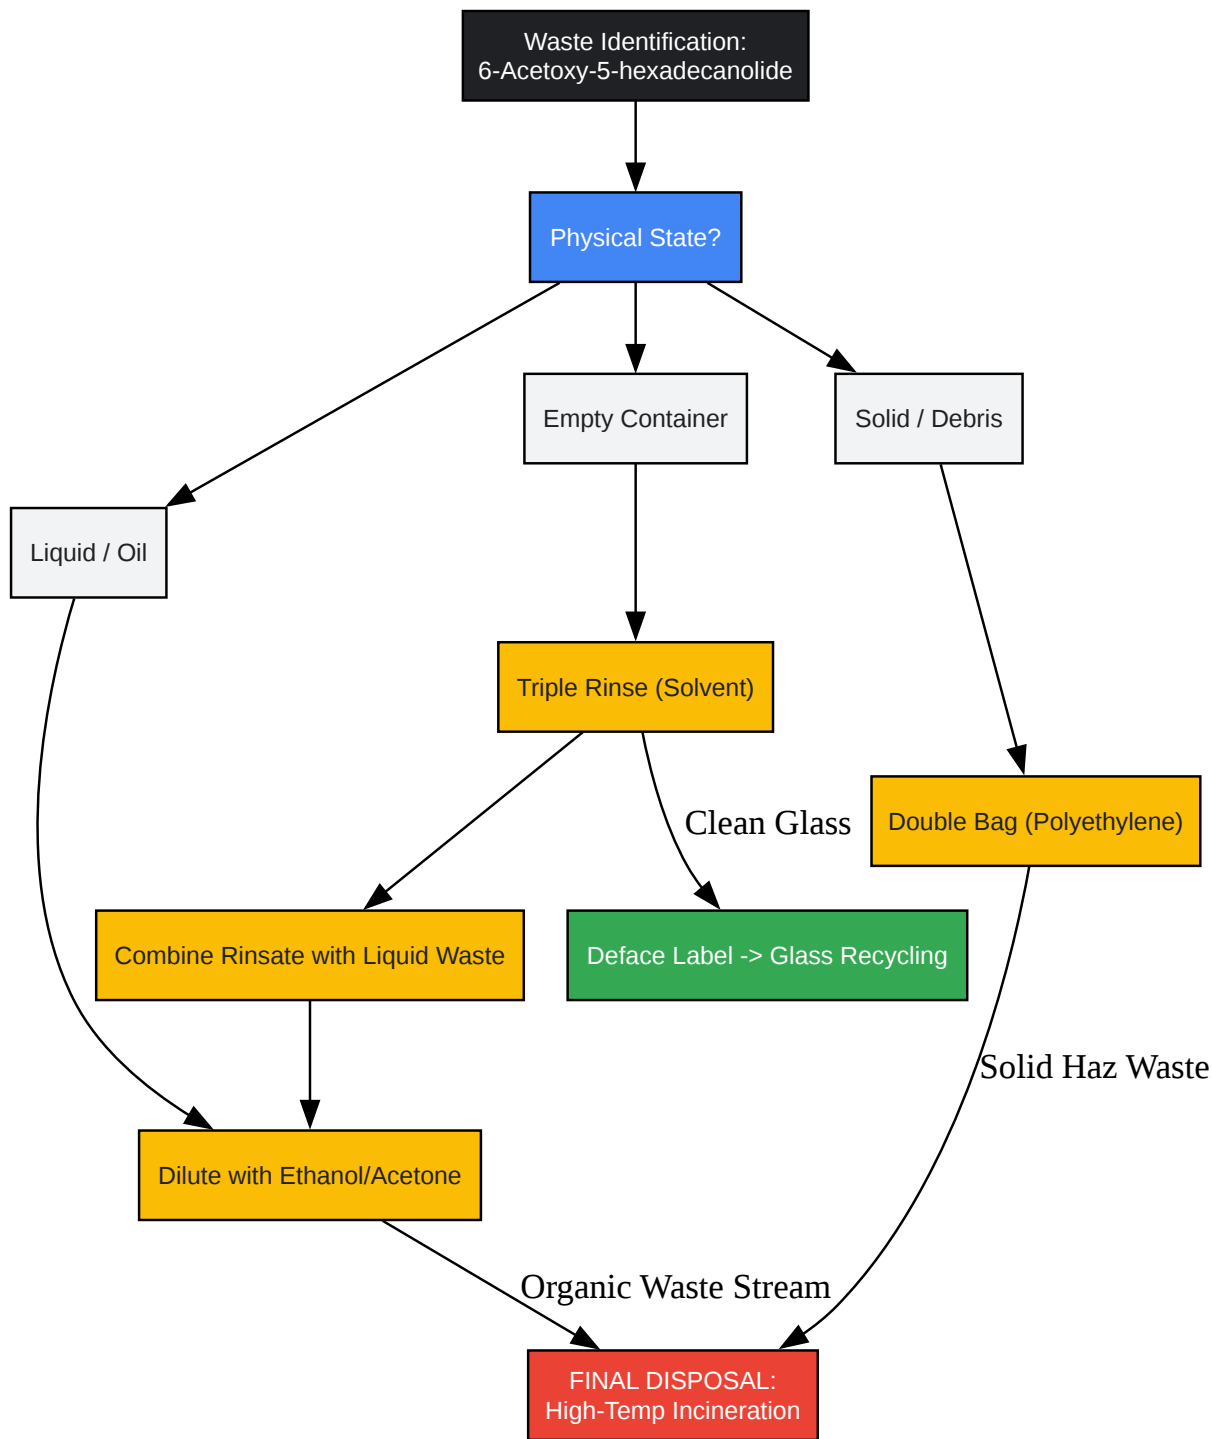 Waste Identification:
6-Acetoxy-5-hexadecanolide
Physical State?
Empty Container
Solid / Debris
Liquid / Oil
Triple Rinse (Solvent)
Clean Glass
Double Bag (Polyethylene)
Combine Rinsate with Liquid Waste
Deface Label -> Glass Recycling
Solid Haz Waste
Dilute with Ethanol/Acetone
Organic Waste Stream
FINAL DISPOSAL:
High-Temp Incineration